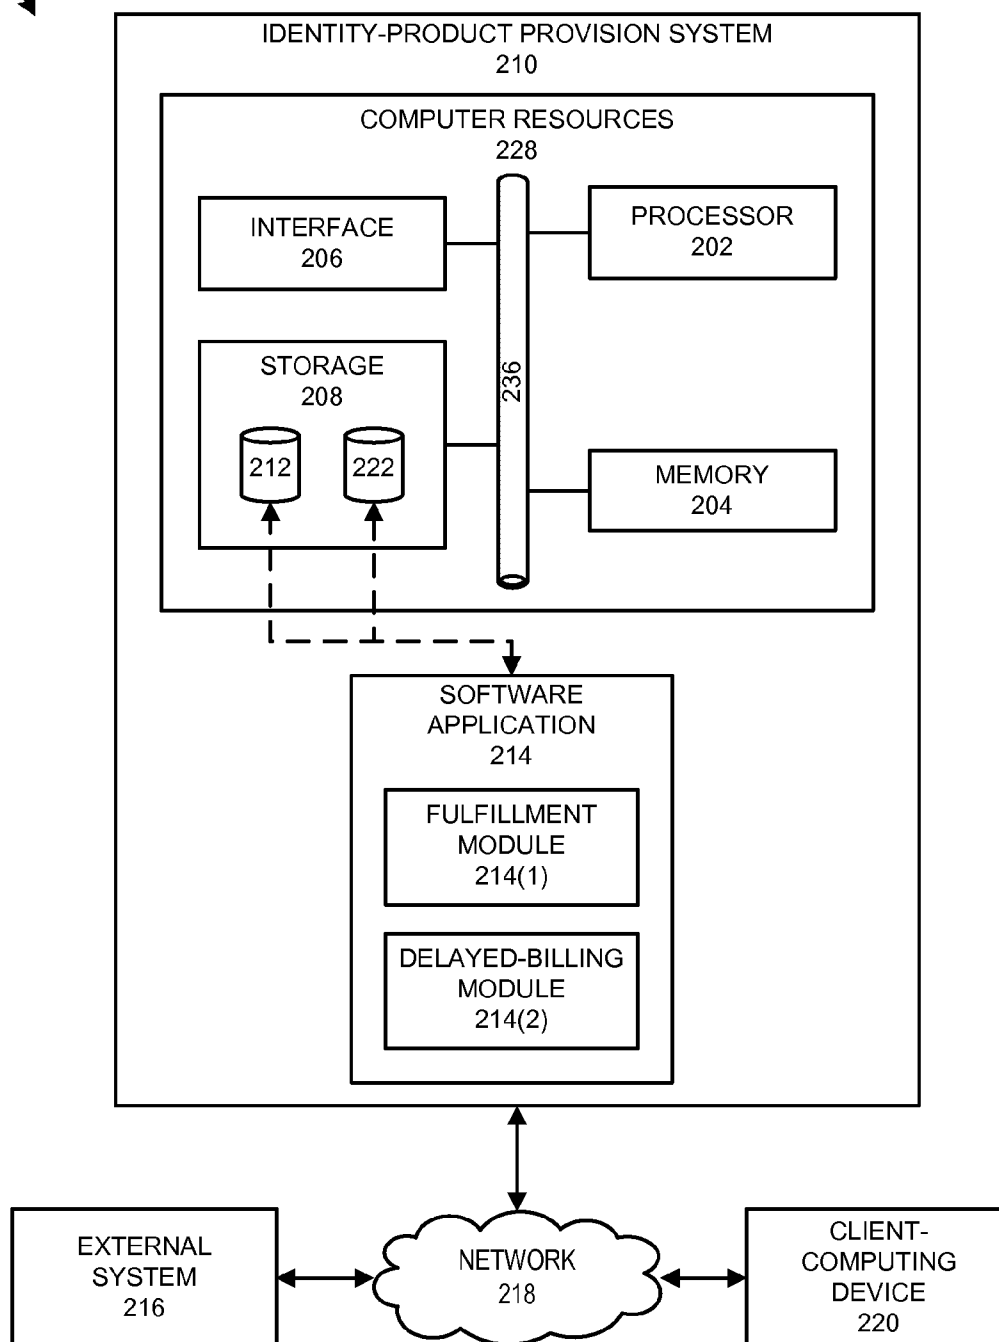 IDENTITY-PRODUCT PROVISION SYSTEM
210
COMPUTER RESOURCES
228
INTERFACE
206
PROCESSOR
202
STORAGE
208
212
222
236
MEMORY
204
SOFTWARE
APPLICATION
214
FULFILLMENT
MODULE
214(1)
DELAYED-BILLING
MODULE
214(2)
EXTERNAL
SYSTEM
216
NETWORK
218
CLIENT-
COMPUTING
DEVICE
220